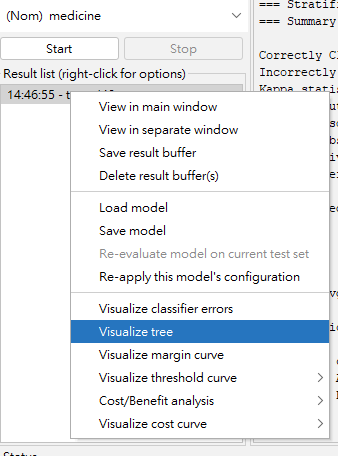 (Nom) medicine
Start
Stop
Result list (right-click for options)
14:46:55 -
View in main window
View in separate window
Save result buffer
Delete result buffer(s)
Load model
Save model
Re-evaluate model on current test set
Re-apply this model's configuration
Visualize classifier errors
Visualize tree
Visualize margin curve
Visualize threshold curve
Cost/Benefit analysis
Visualize cost curve
=== Stratifi
=== Summary
Correctly Cl
Incorrectly
Kappa statis
Status